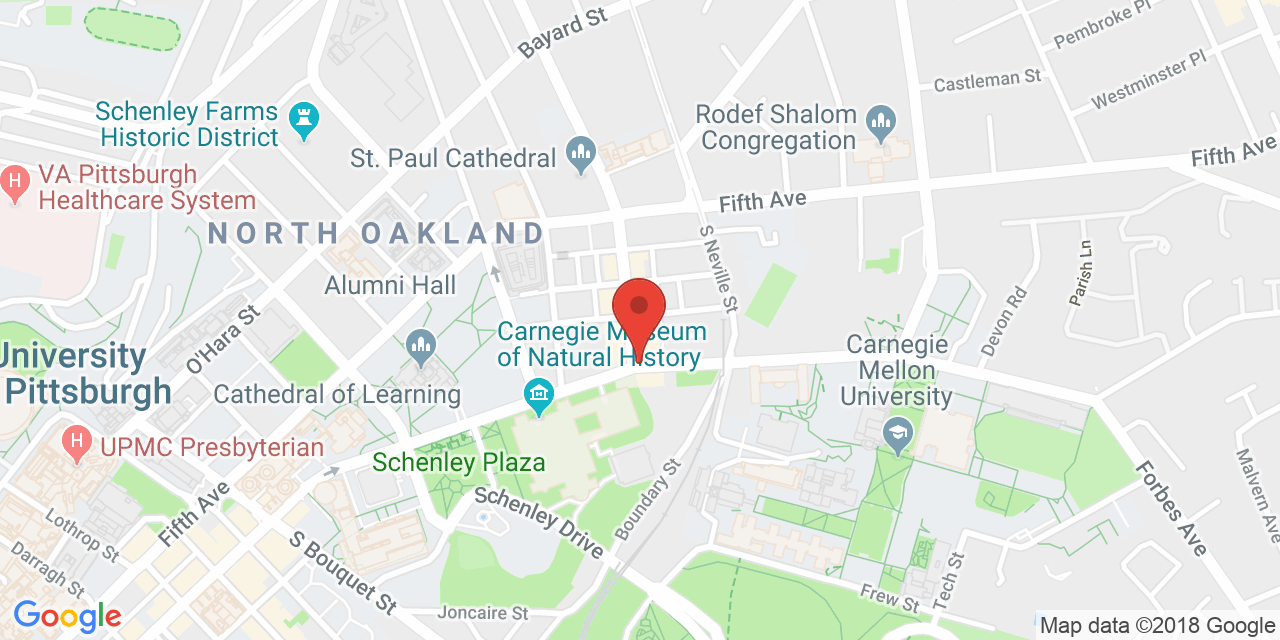 Bayard St
Pembroke Pl
Castleman St
Westminster Pl
Schenley Farms
Historic District
Rodef Shalom
Congregation
St. Paul Cathedral
Fifth Ave
VA Pittsburgh
Healthcare System
Fifth Ave
NORTH OAKLAND
S Neville St
Parish Ln
Alumni Hall
Devon Rd
O'Hara St
Carnegie Museum
of Natural History
Carnegie
Mellon
University
University
Pittsburgh
Cathedral of Learning
H
H
UPMC Presbyterian
Schenley Plaza
Schenley Drive
Boundary St
Forbes Ave
Malvern Ave
Fifth Ave
Lothrop St
Darragh St
S Bouquet St
Joncaire St
Tech St
Frew St
Google
Map data ©2018 Google